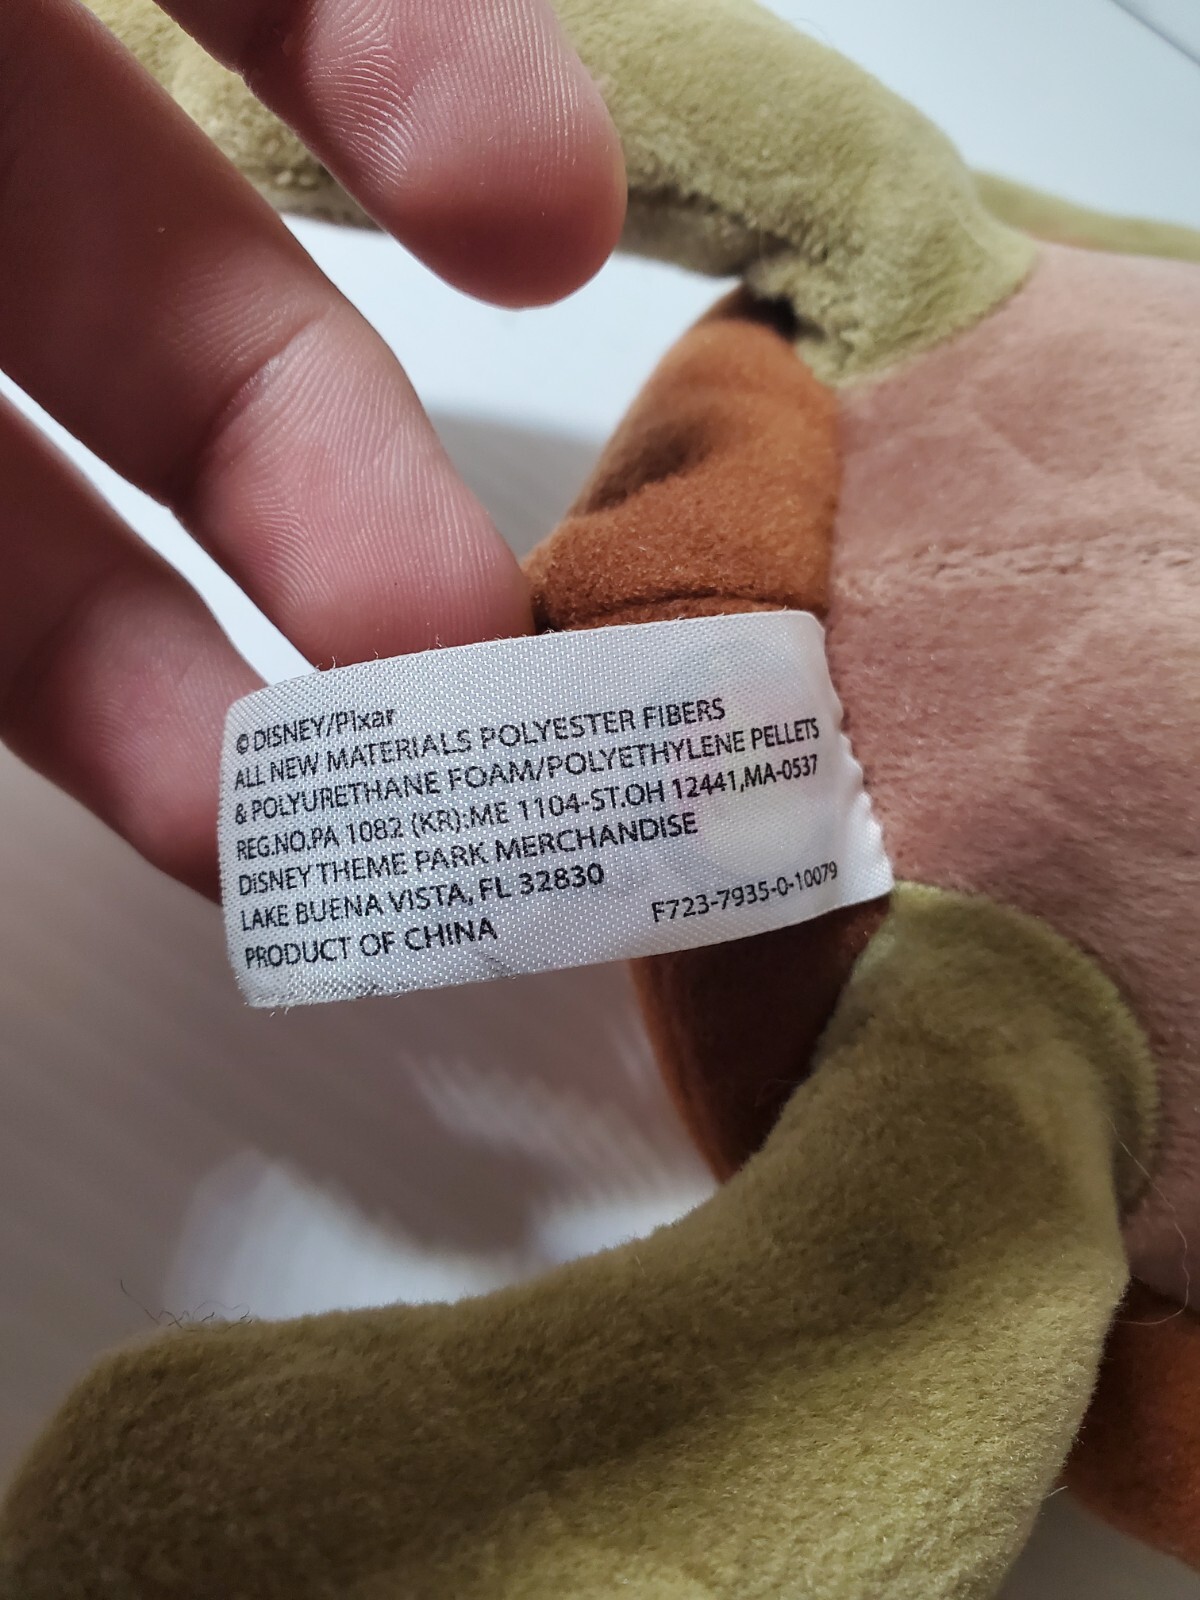 ©DISNEY/Pixar
ALL NEW MATERIALS POLYESTER FIBERS
& POLYURETHANE FOAM/POLYETHYLENE PELLETS
REG.NO.PA 1082 (KR):ME 1104-ST.OH 12441,MA-0537
DiSNEY THEME PARK MERCHANDISE
LAKE BUENA VISTA, FL 32830
PRODUCT OF CHINA
F723-7935-0-10079